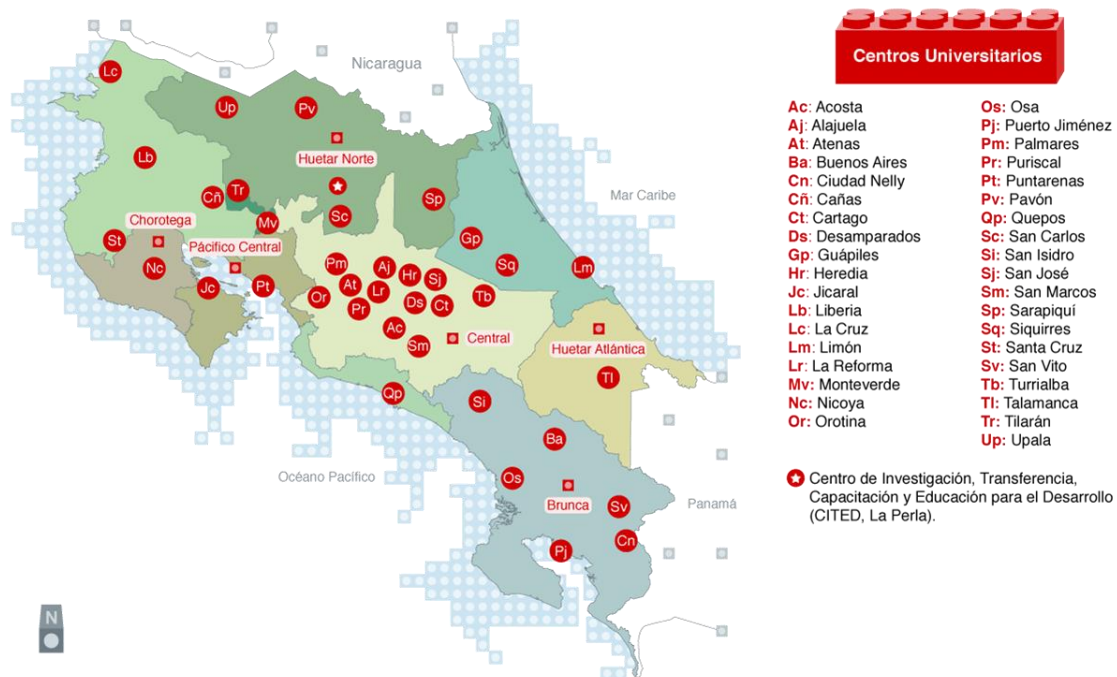 Nicaragua
Lc
Up
Pv
Huetar Norte
Lb
Cñ
Tr
Sp
Mar Caribe
Chorotega
Mv
Sc
St
Pácifico Central
Gp
Nc
Jc
Pt
Pm
Aj
Hr
Sj
Sq
Lm
Or
At
Lr
Ds
Ct
Tb
Pr
Ac
Sm
Central
Huetar Atlántica
Tl
Qp
Si
Ba
Océano Pacífico
Os
Brunca
Sv
Panamá
Pj
Cn
N
Centros Universitarios
Ac: Acosta
Aj: Alajuela
At: Atenas
Ba: Buenos Aires
Cn: Ciudad Nelly
Cñ: Cañas
Ct: Cartago
Ds: Desamparados
Gp: Guápiles
Hr: Heredia
Jc: Jicaral
Lb: Liberia
Lc: La Cruz
Lm: Limón
Lr: La Reforma
Mv: Monteverde
Nc: Nicoya
Or: Orotina
Os: Osa
Pj: Puerto Jiménez
Pm: Palmares
Pr: Puriscal
Pt: Puntarenas
Pv: Pavón
Qp: Quepos
Sc: San Carlos
Si: San Isidro
Sj: San José
Sm: San Marcos
Sp: Sarapiquí
Sq: Siquirres
St: Santa Cruz
Sv: San Vito
Tb: Turrialba
Tl: Talamanca
Tr: Tilarán
Up: Upala
Centro de Investigación, Transferencia,
Capacitación y Educación para el Desarrollo
(CITED, La Perla).